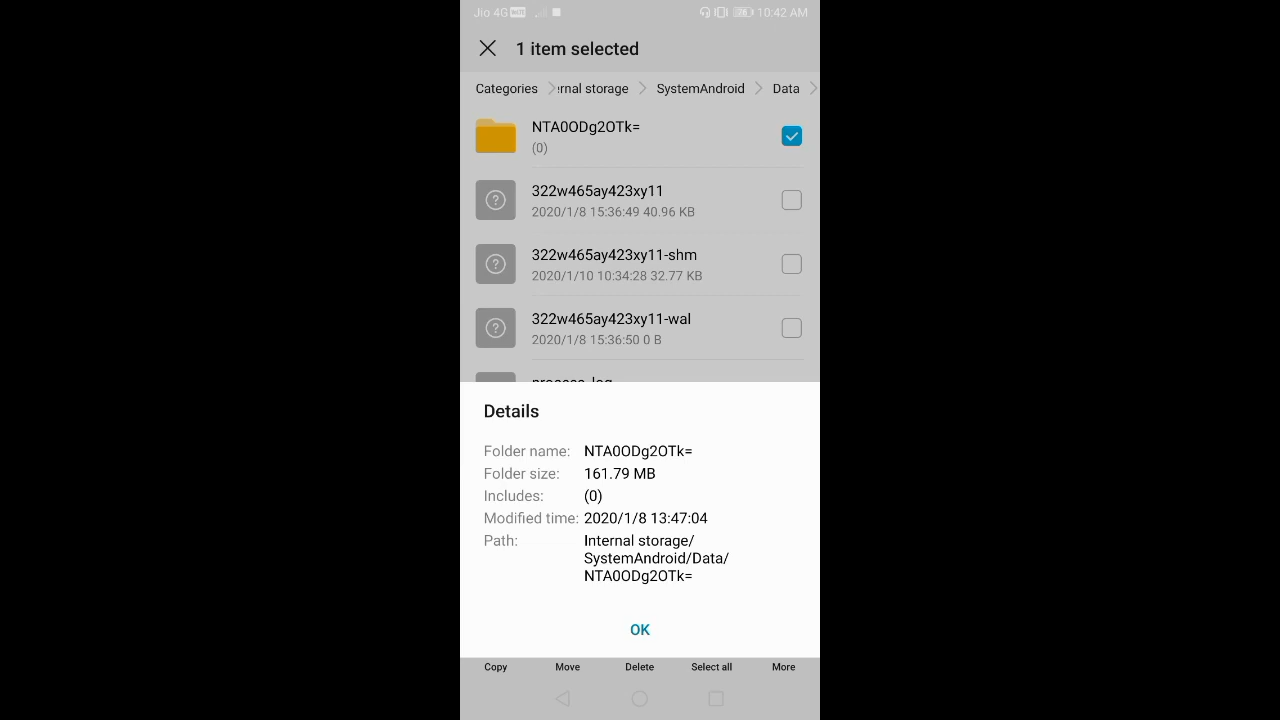 Jio 4G VoLTE 76 10:42 AM
1 item selected
Categories rnal storage SystemAndroid Data
NTA0ODg2OTk=
(0)
322w465ay423xy11
2020/1/8 15:36:49 40.96 KB
322w465ay423xy11-shm
2020/1/10 10:34:28 32.77 KB
322w465ay423xy11-wal
2020/1/8 15:36:50 0 B
process_log
Details
Folder name: NTA0ODg2OTk=
Folder size: 161.79 MB
Includes: (0)
Modified time: 2020/1/8 13:47:04
Path: Internal storage/
SystemAndroid/Data/
NTA0ODg2OTk=
OK
Copy Move Delete Select all More